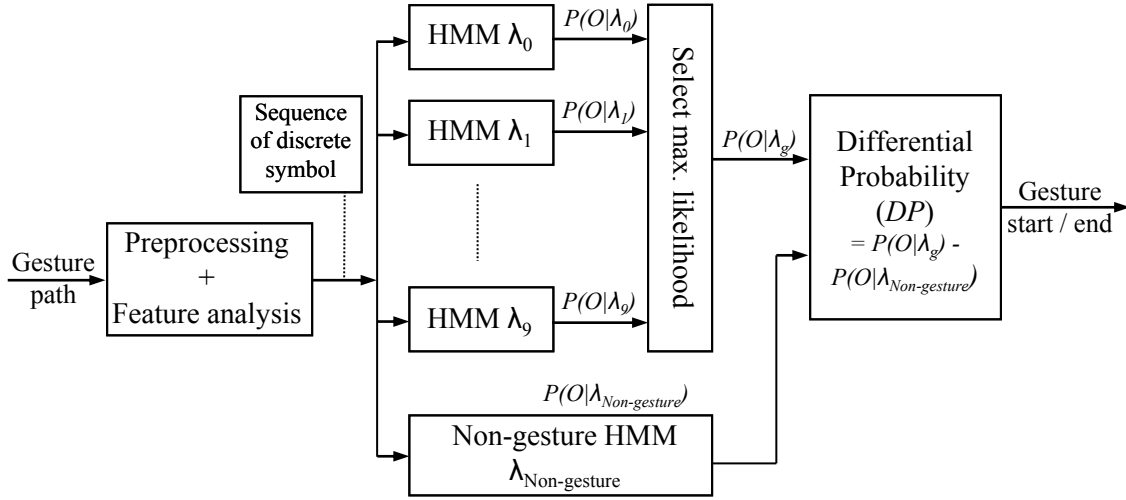 Gesture
path
Preprocessing
+
Feature analysis
Sequence
of discrete
symbol
HMM λ₀
P(O|λ₀)
HMM λ₁
P(O|λ₁)
HMM λ₉
P(O|λ₉)
Non-gesture HMM
λNon-gesture
P(O|λNon-gesture)
Select max. likelihood
P(O|λg)
Differential
Probability
(DP)
= P(O|λg) -
P(O|λNon-gesture)
Gesture
start / end